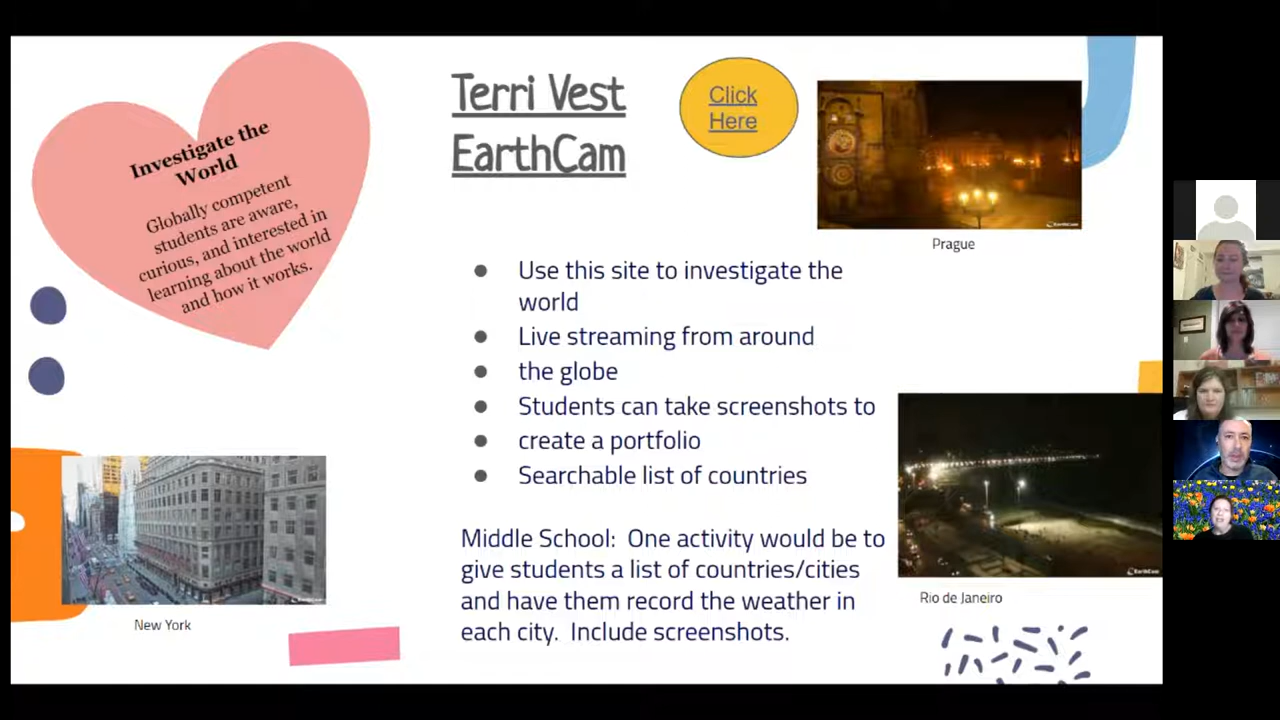 Investigate the
World
Globally competent
students are aware,
curious, and interested in
learning about the world
and how it works.
Terri Vest
EarthCam
Click
Here
Prague
● Use this site to investigate the
world
● Live streaming from around
● the globe
● Students can take screenshots to
● create a portfolio
● Searchable list of countries
Middle School: One activity would be to
give students a list of countries/cities
and have them record the weather in
each city. Include screenshots.
New York
Rio de Janeiro
EarthCam
EarthCam